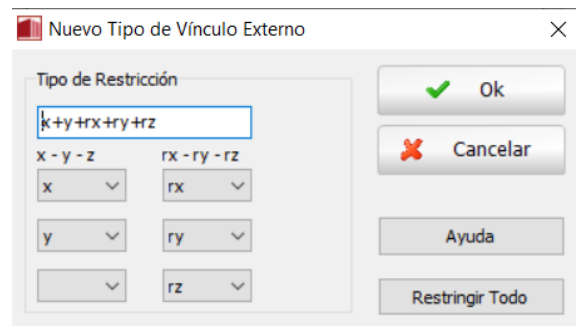 Nuevo Tipo de Vínculo Externo
Tipo de Restricción
x+y+rx+ry+rz
x - y - z rx - ry - rz
x rx
y ry
rz
Ok
Cancelar
Ayuda
Restringir Todo